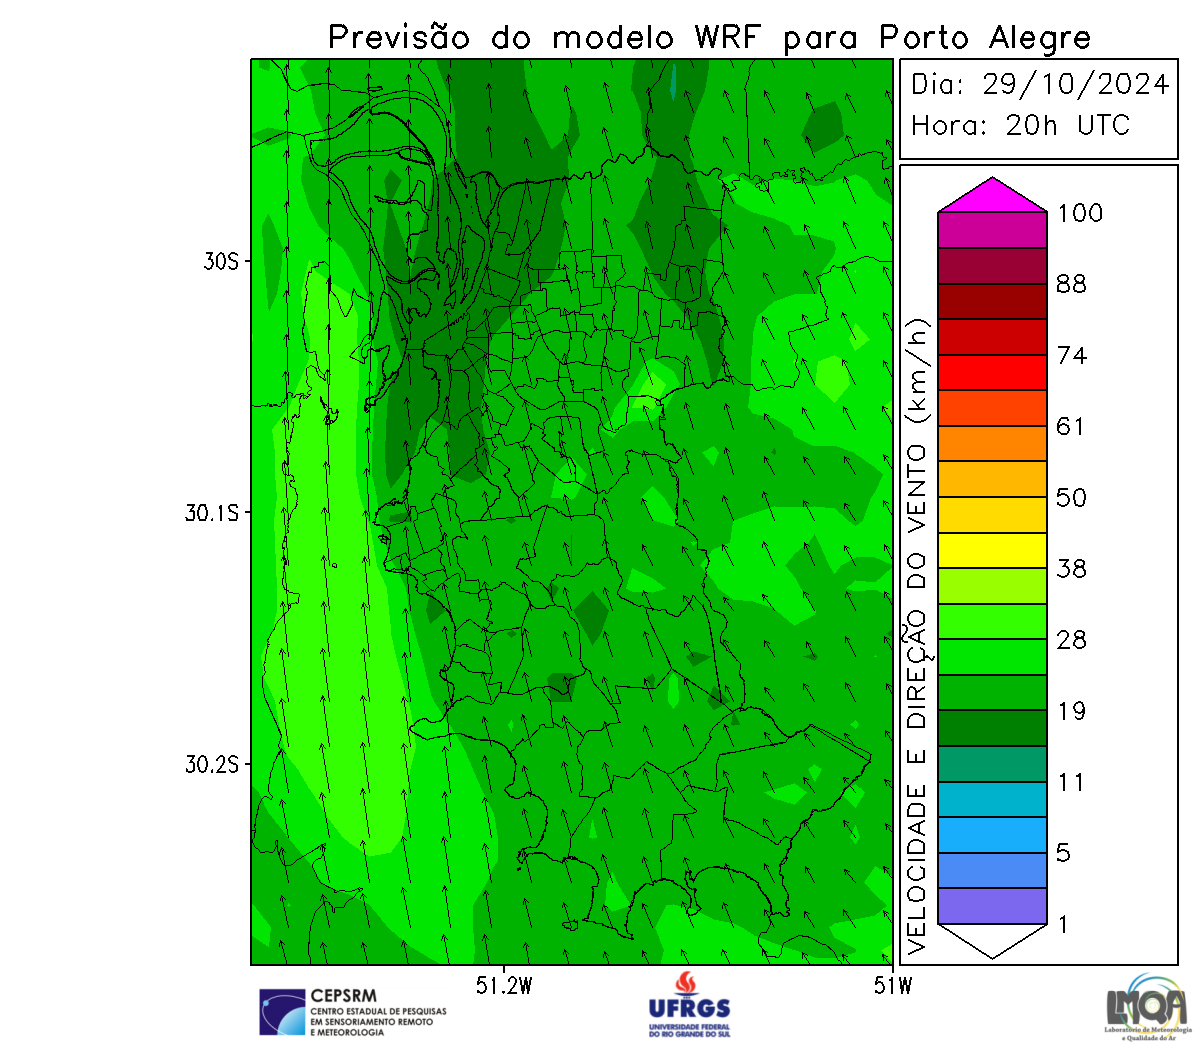 Previsão do modelo WRF para Porto Alegre
Dia: 29/10/2024
Hora: 20h UTC
30S
30.1S
30.2S
51.2W
51W
VELOCIDADE E DIREÇÃO DO VENTO (km/h)
100
88
74
61
50
38
28
19
11
5
1
CEPSRM
CENTRO ESTADUAL DE PESQUISAS
EM SENSORIAMENTO REMOTO
E METEOROLOGIA
UFRGS
UNIVERSIDADE FEDERAL
DO RIO GRANDE DO SUL
LMQA
Laboratório de Meteorologia
e Qualidade do Ar